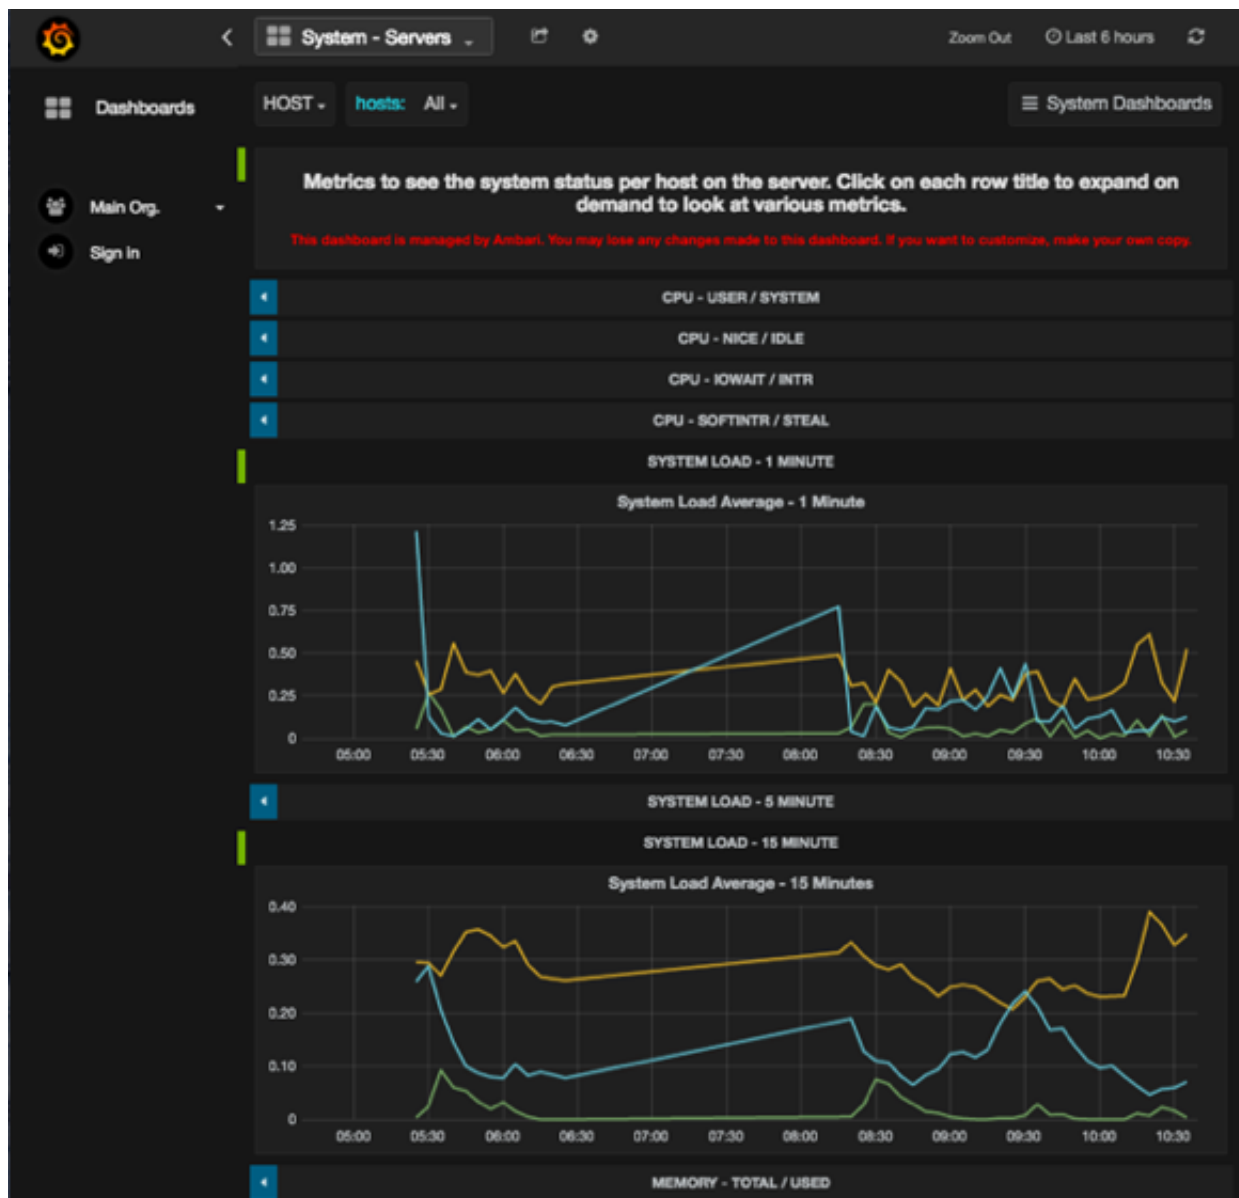 System - Servers
Zoom Out
Last 6 hours
Dashboards
HOST
hosts: All
System Dashboards
Main Org.
Sign In
Metrics to see the system status per host on the server. Click on each row title to expand on
demand to look at various metrics.
This dashboard is managed by Ambari. You may lose any changes made to this dashboard. If you want to customize, make your own copy.
CPU - USER / SYSTEM
CPU - NICE / IDLE
CPU - IOWAIT / INTR
CPU - SOFTINTR / STEAL
SYSTEM LOAD - 1 MINUTE
System Load Average - 1 Minute
1.25
1.00
0.75
0.50
0.25
0
05:00 05:30 06:00 06:30 07:00 07:30 08:00 08:30 09:00 09:30 10:00 10:30
SYSTEM LOAD - 5 MINUTE
SYSTEM LOAD - 15 MINUTE
System Load Average - 15 Minutes
0.40
0.30
0.20
0.10
0
05:00 05:30 06:00 06:30 07:00 07:30 08:00 08:30 09:00 09:30 10:00 10:30
MEMORY - TOTAL / USED